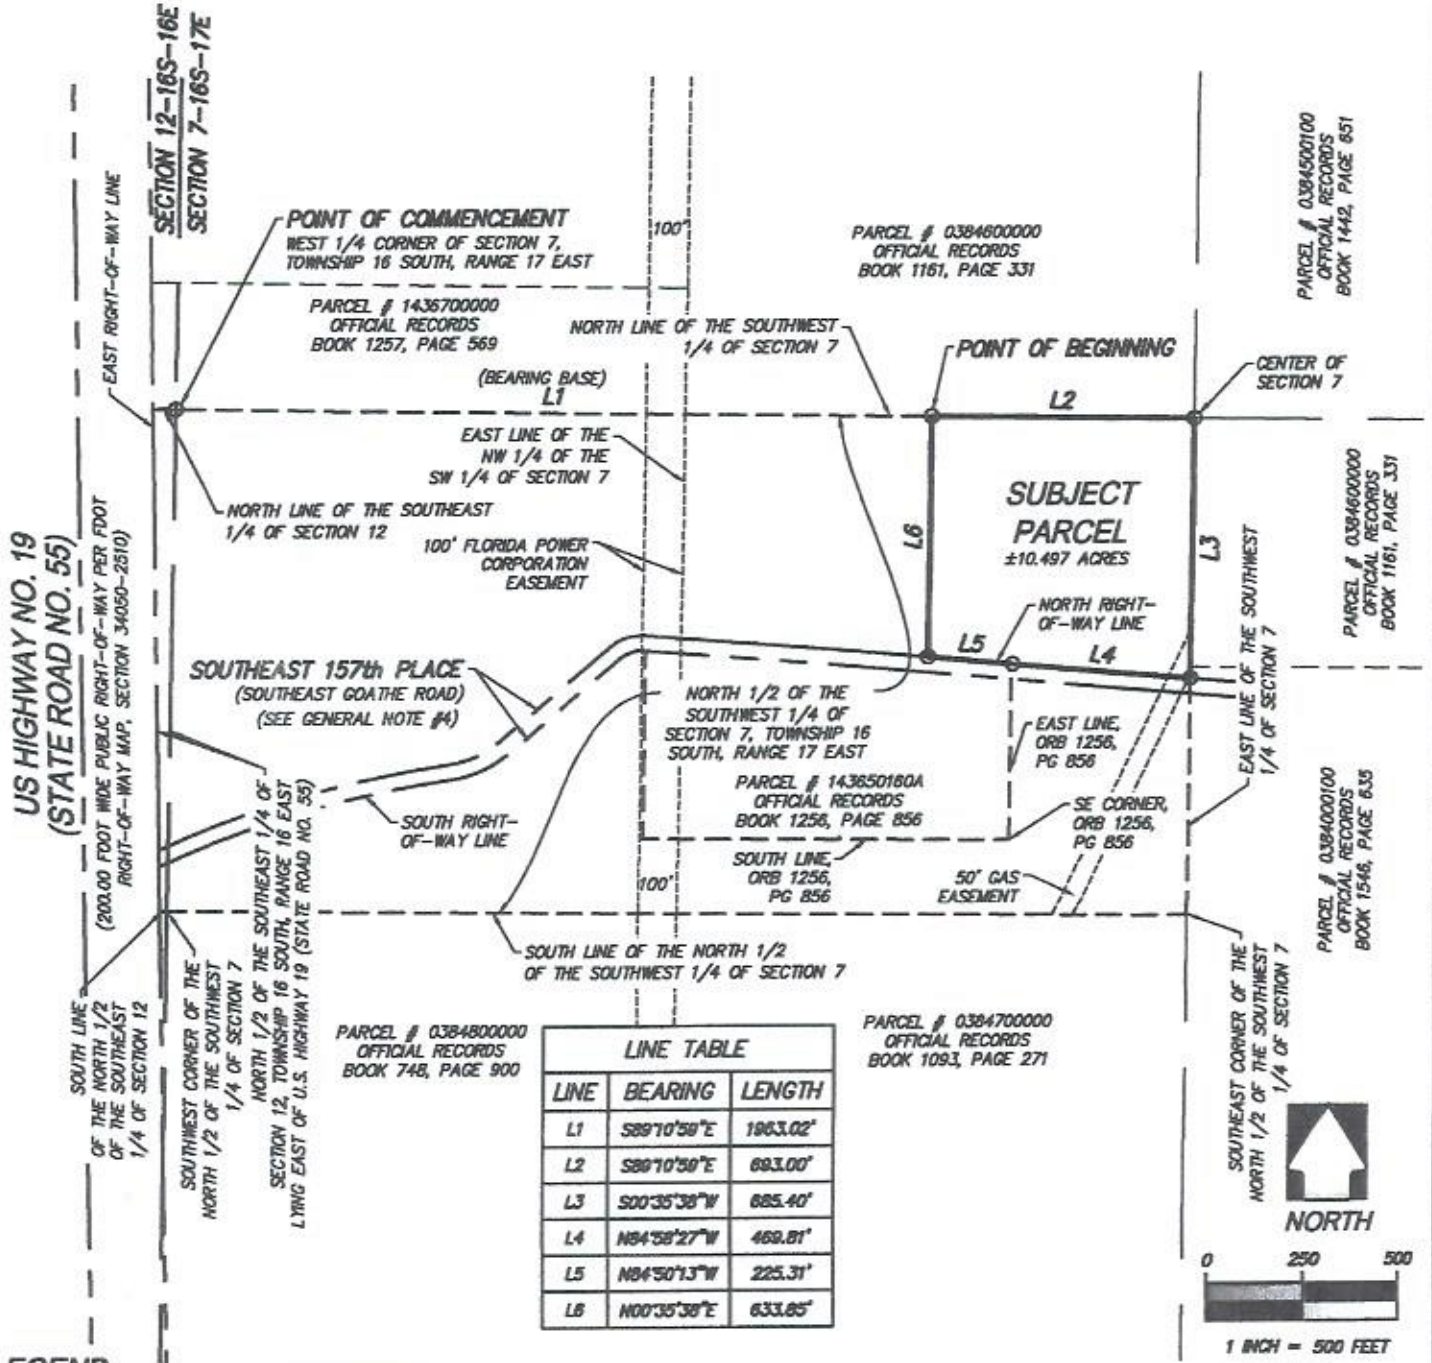 SECTION 12-16S-16E
SECTION 7-16S-17E
EAST RIGHT-OF-WAY LINE
POINT OF COMMENCEMENT
WEST 1/4 CORNER OF SECTION 7,
TOWNSHIP 16 SOUTH, RANGE 17 EAST
100'
PARCEL # 0384600000
OFFICIAL RECORDS
BOOK 1161, PAGE 331
PARCEL # 0384500100
OFFICIAL RECORDS
BOOK 1442, PAGE 651
PARCEL # 1436700000
OFFICIAL RECORDS
BOOK 1257, PAGE 569
NORTH LINE OF THE SOUTHWEST
1/4 OF SECTION 7
POINT OF BEGINNING
CENTER OF
SECTION 7
(BEARING BASE)
L1
L2
EAST LINE OF THE
NW 1/4 OF THE
SW 1/4 OF SECTION 7
NORTH LINE OF THE SOUTHEAST
1/4 OF SECTION 12
100' FLORIDA POWER
CORPORATION
EASEMENT
L6
SUBJECT
PARCEL
±10.497 ACRES
L3
PARCEL # 0384600000
OFFICIAL RECORDS
BOOK 1161, PAGE 331
US HIGHWAY NO. 19
(STATE ROAD NO. 55)
(200.00 FOOT WIDE PUBLIC RIGHT-OF-WAY PER FDOT
RIGHT-OF-WAY MAP, SECTION 34050-2510)
NORTH RIGHT-
OF-WAY LINE
L5
L4
EAST LINE OF THE SOUTHWEST
1/4 OF SECTION 7
SOUTHEAST 157th PLACE
(SOUTHEAST GOATHE ROAD)
(SEE GENERAL NOTE #4)
NORTH 1/2 OF THE
SOUTHWEST 1/4 OF
SECTION 7, TOWNSHIP 16
SOUTH, RANGE 17 EAST
EAST LINE,
ORB 1256,
PG 856
PARCEL # 143650160A
OFFICIAL RECORDS
BOOK 1256, PAGE 856
SE CORNER,
ORB 1256,
PG 856
SOUTH RIGHT-
OF-WAY LINE
SOUTH LINE,
ORB 1256,
PG 856
100'
50' GAS
EASEMENT
PARCEL # 0384000100
OFFICIAL RECORDS
BOOK 1546, PAGE 635
SOUTH LINE OF THE NORTH 1/2
OF THE SOUTHWEST 1/4 OF SECTION 7
SOUTH LINE
OF THE NORTH 1/2
OF THE SOUTHEAST
1/4 OF SECTION 12
SOUTHWEST CORNER OF THE
NORTH 1/2 OF THE SOUTHWEST
1/4 OF SECTION 7
NORTH 1/2 OF THE SOUTHEAST 1/4 OF
SECTION 12, TOWNSHIP 16 SOUTH, RANGE 16 EAST
LYING EAST OF U.S. HIGHWAY 19 (STATE ROAD NO. 55)
PARCEL # 0384800000
OFFICIAL RECORDS
BOOK 748, PAGE 900
PARCEL # 0384700000
OFFICIAL RECORDS
BOOK 1093, PAGE 271
SOUTHEAST CORNER OF THE
NORTH 1/2 OF THE SOUTHWEST
1/4 OF SECTION 7
LINE TABLE
LINE BEARING LENGTH
L1 S89°10'59"E 1963.02'
L2 S89°10'59"E 693.00'
L3 S00°35'38"W 685.40'
L4 N84°58'27"W 469.81'
L5 N84°50'13"W 225.31'
L6 N00°35'38"E 633.85'
NORTH
0 250 500
1 INCH = 500 FEET